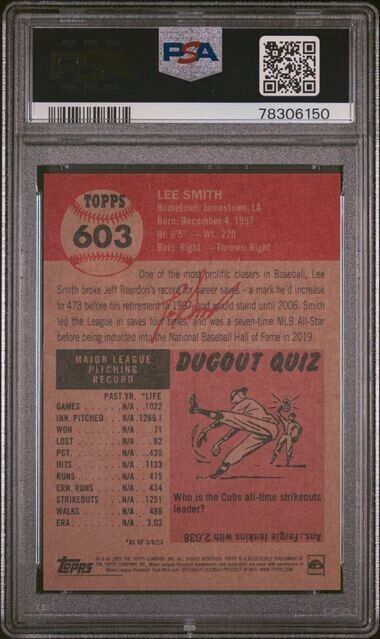 PSA
78306150
TOPPS
603
LEE SMITH
Hometown: Jamestown, LA
Born: December 4, 1957
Ht: 6'5" - Wt: 220
Bats: Right - Throws: Right
One of the most prolific closers in Baseball, Lee
Smith broke Jeff Reardon's record for career saves - a mark he'd increase
to 478 before his retirement in 1997 and would stand until 2006. Smith
led the League in saves four times, and was a seven-time MLB All-Star
before being inducted into the National Baseball Hall of Fame in 2019.
MAJOR LEAGUE
PITCHING
RECORD
PAST YR. *LIFE
GAMES N/A 1022
INN. PITCHED N/A 1289.1
WON N/A 71
LOST N/A 92
PCT. N/A .436
HITS N/A 1133
RUNS N/A 475
ERN. RUNS N/A 434
STRIKEOUTS N/A 1251
WALKS N/A 486
ERA N/A 3.03
*AS OF 2/6/23
DUGOUT QUIZ
Who is the Cubs all-time strikeouts
leader?
Ans.: Fergie Jenkins with 2,038
Topps